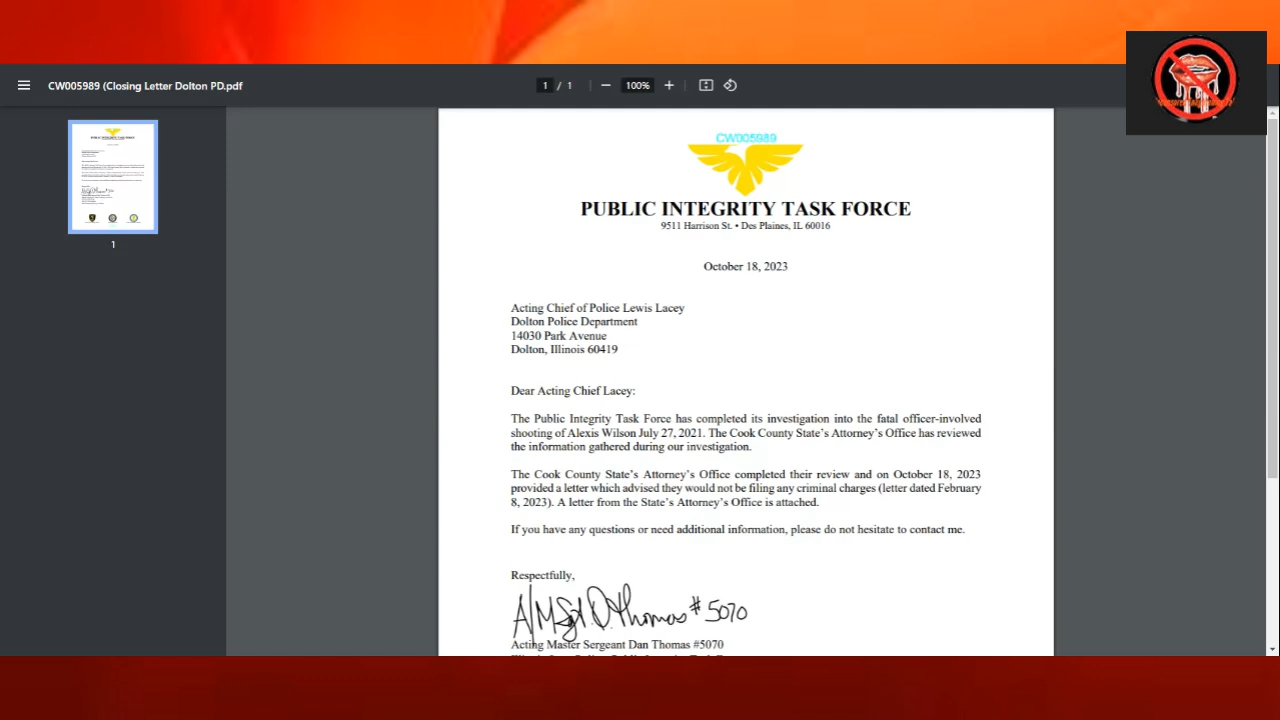 CW005989 (Closing Letter Dolton PD.pdf
1 / 1
100%
1
CW005989
PUBLIC INTEGRITY TASK FORCE
9511 Harrison St. • Des Plaines, IL 60016
October 18, 2023
Acting Chief of Police Lewis Lacey
Dolton Police Department
14030 Park Avenue
Dolton, Illinois 60419
Dear Acting Chief Lacey:
The Public Integrity Task Force has completed its investigation into the fatal officer-involved
shooting of Alexis Wilson July 27, 2021. The Cook County State's Attorney's Office has reviewed
the information gathered during our investigation.
The Cook County State's Attorney's Office completed their review and on October 18, 2023
provided a letter which advised they would not be filing any criminal charges (letter dated February
8, 2023). A letter from the State's Attorney's Office is attached.
If you have any questions or need additional information, please do not hesitate to contact me.
Respectfully,
A/MSgt. D. Thomas #5070
Acting Master Sergeant Dan Thomas #5070